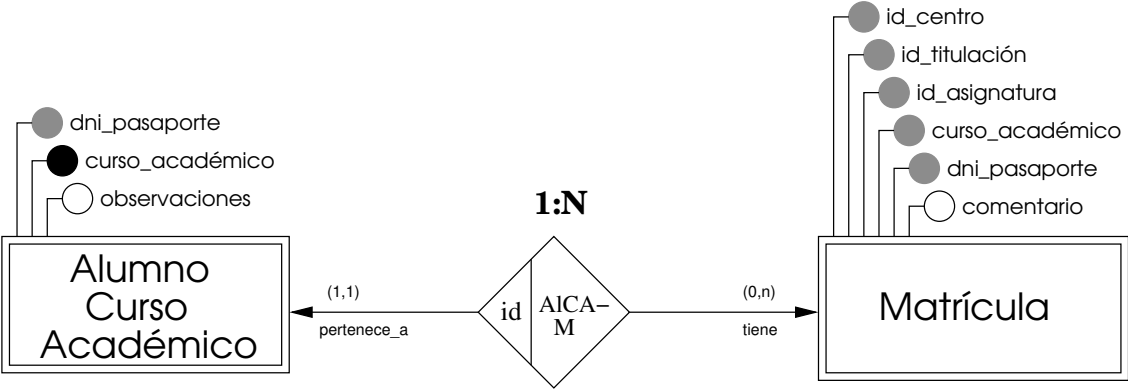 id_centro
id_titulación
id_asignatura
curso_académico
dni_pasaporte
comentario
dni_pasaporte
curso_académico
observaciones
1:N
Alumno
Curso
Académico
(1,1)
pertenece_a
id
AlCA–
M
(0,n)
tiene
Matrícula